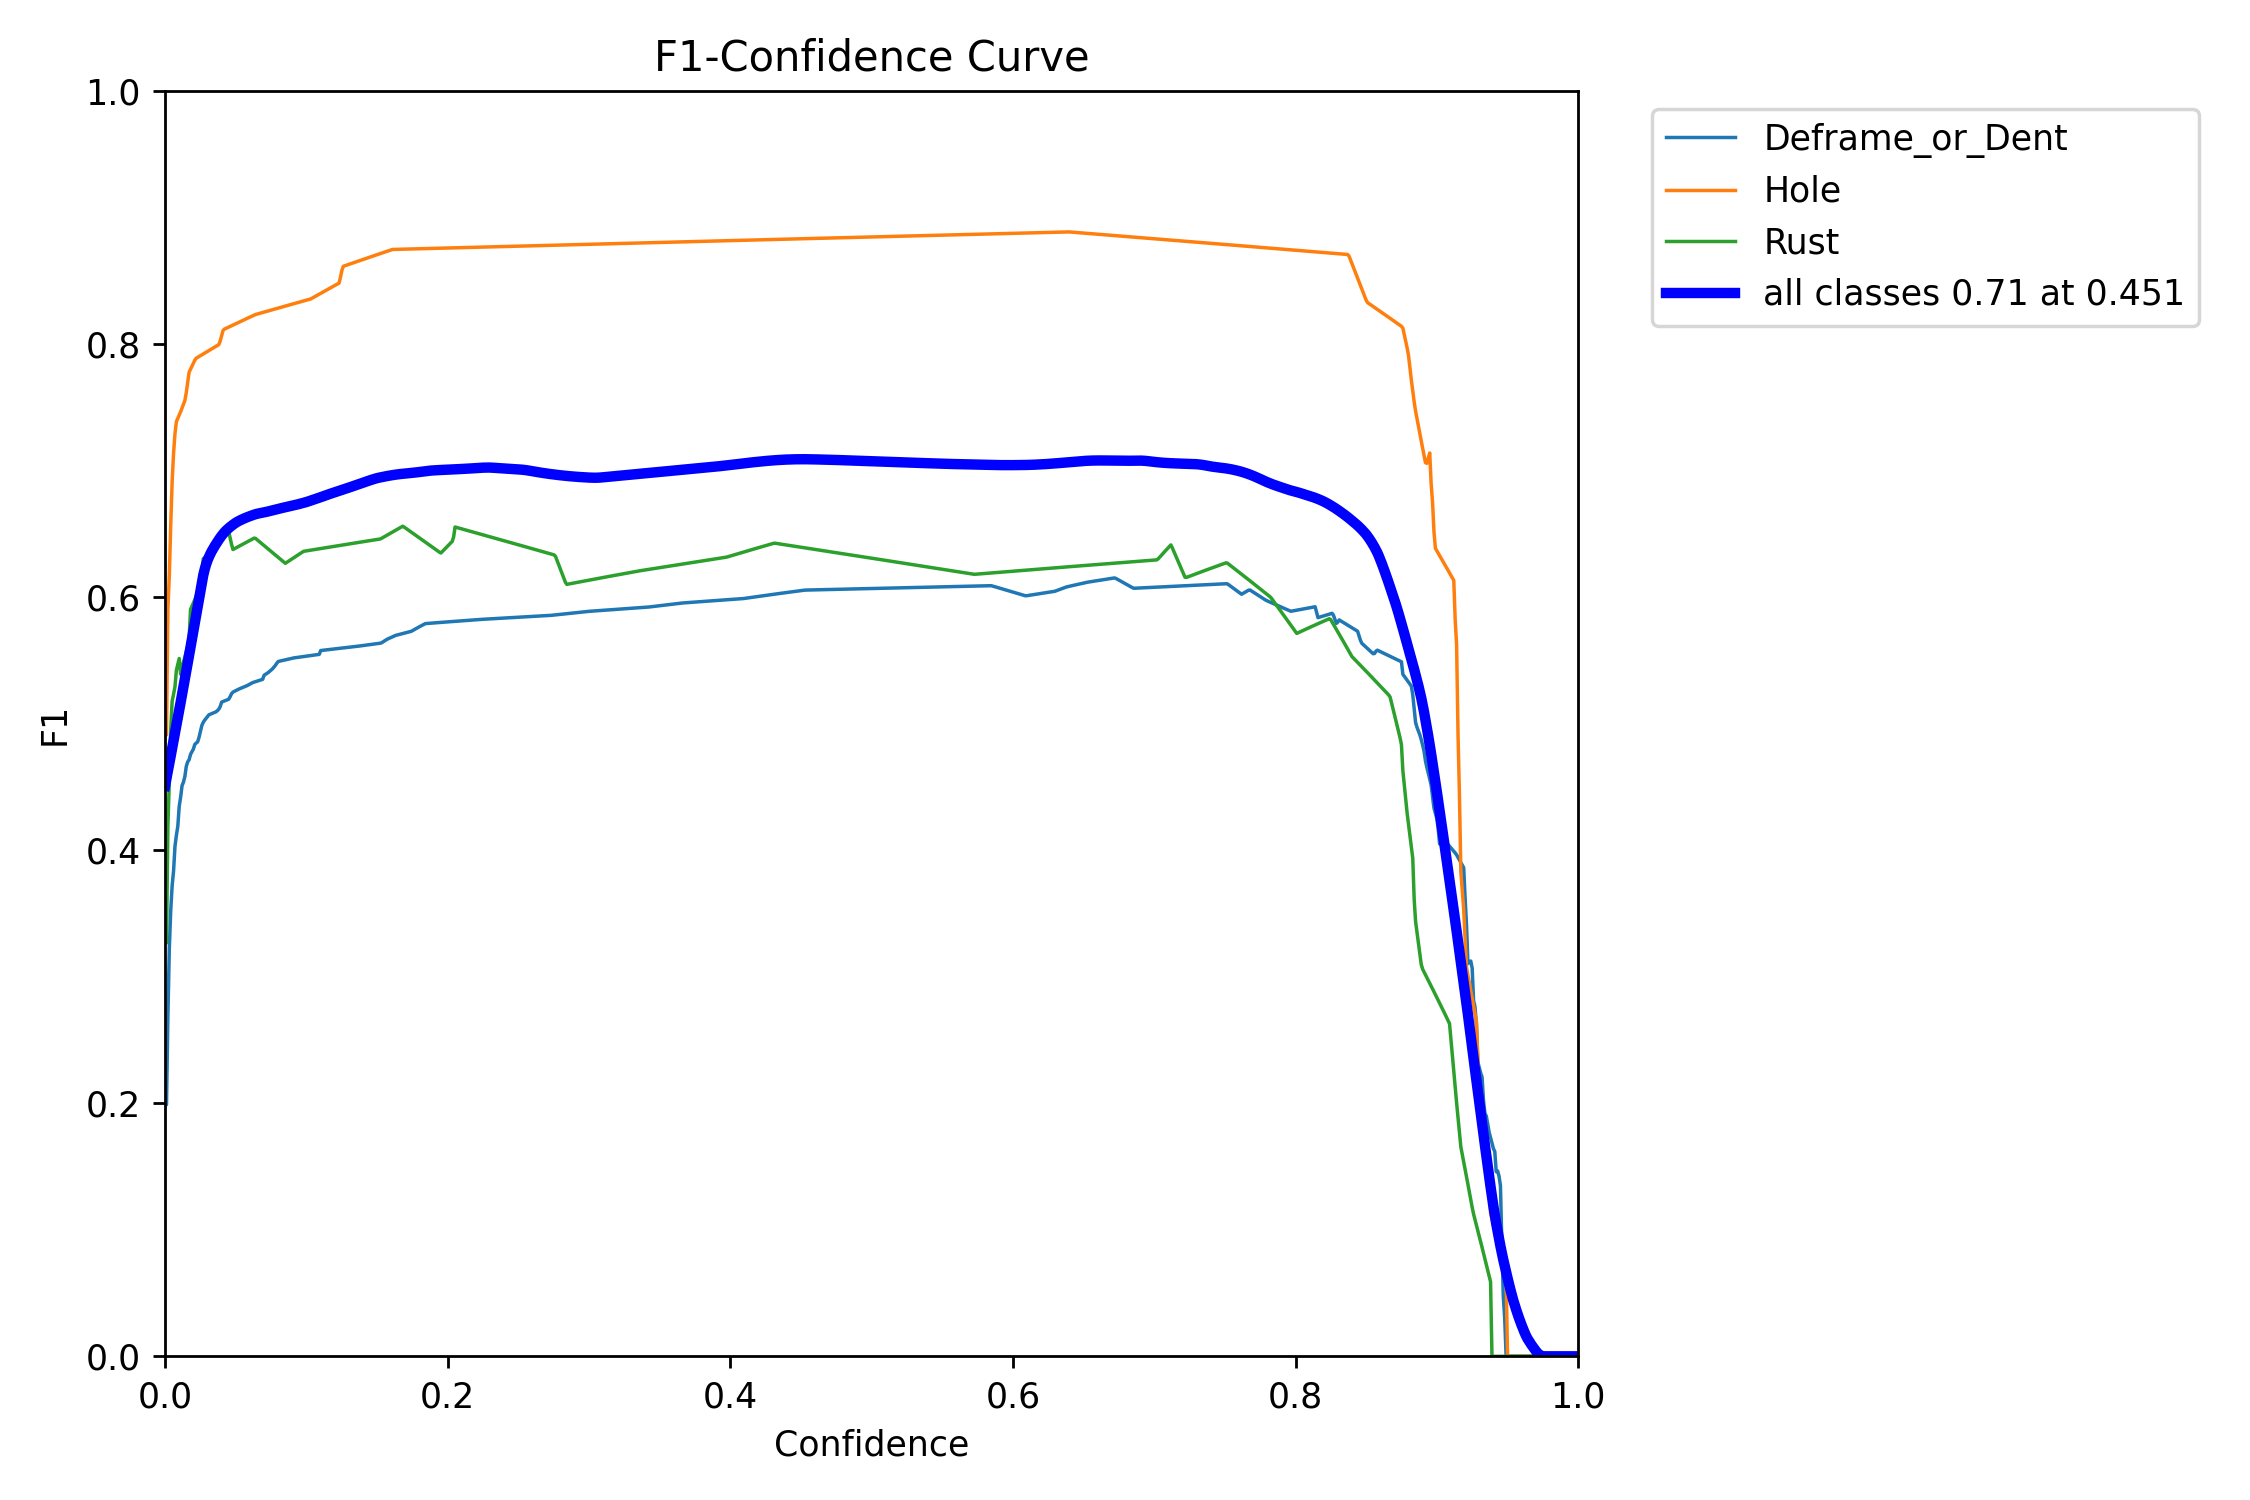 F1-Confidence Curve
1.0
0.8
0.6
0.4
0.2
0.0
F1
0.0 0.2 0.4 0.6 0.8 1.0
Confidence
Deframe_or_Dent
Hole
Rust
all classes 0.71 at 0.451